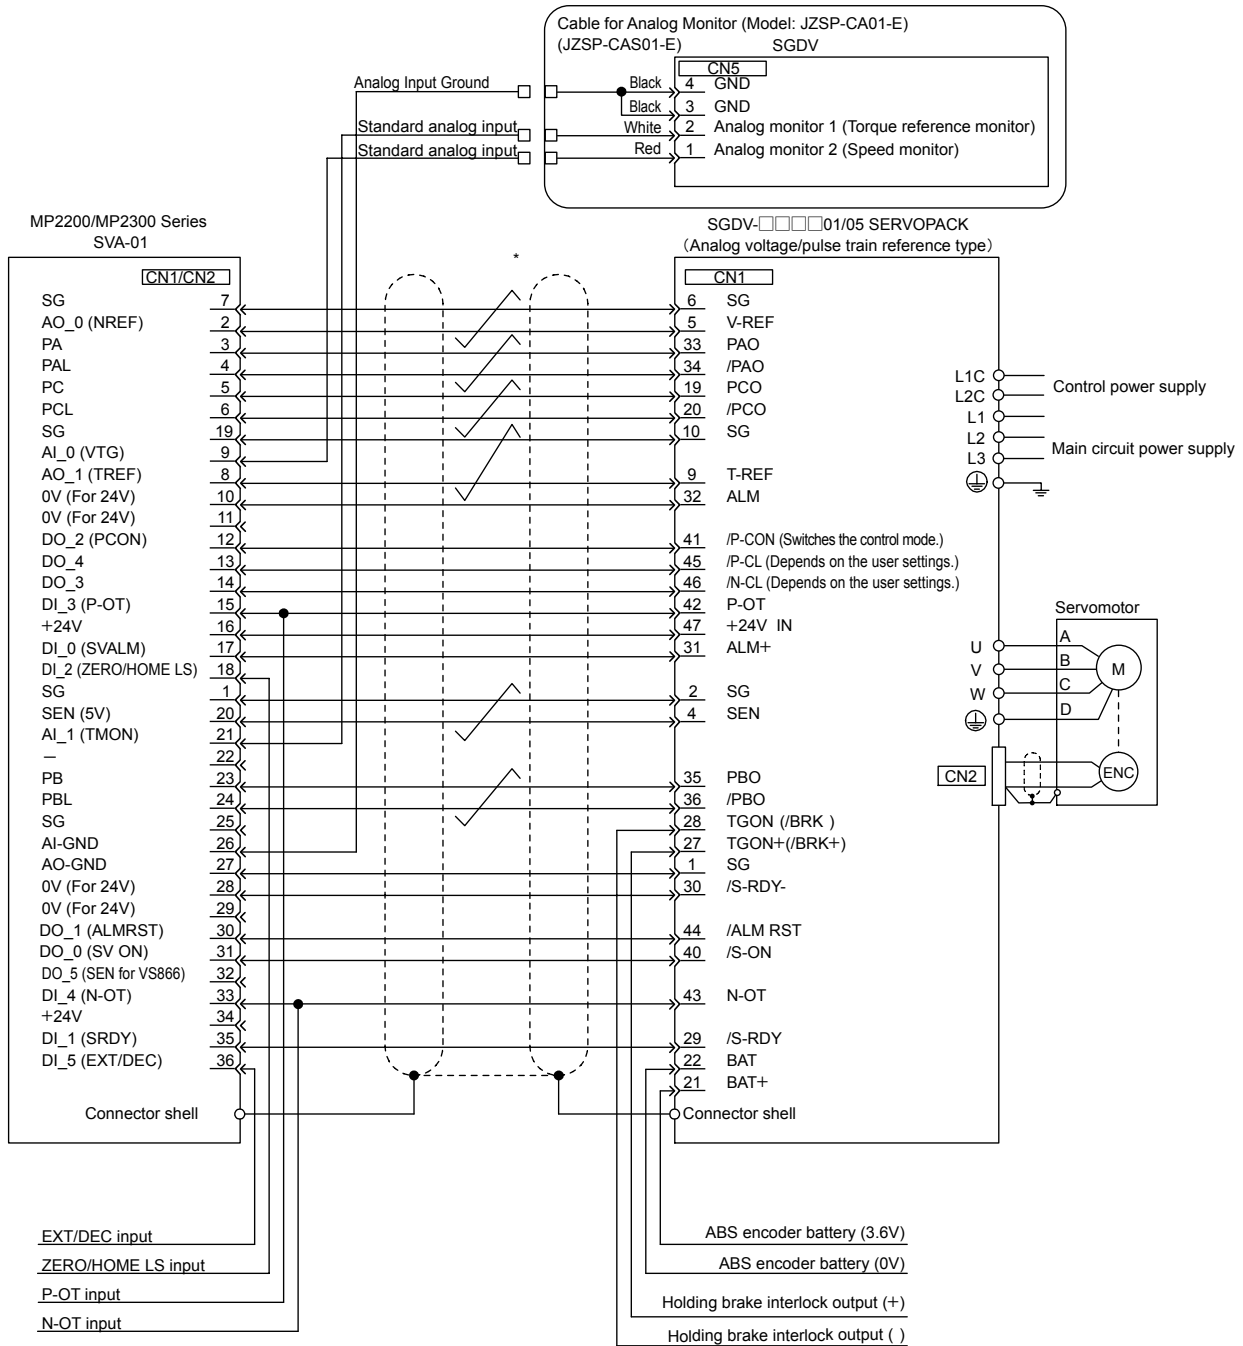 Cable for Analog Monitor (Model: JZSP-CA01-E)
(JZSP-CAS01-E)
SGDV
CN5
Analog Input Ground
Black 4 GND
Black 3 GND
Standard analog input
White 2 Analog monitor 1 (Torque reference monitor)
Standard analog input
Red 1 Analog monitor 2 (Speed monitor)
MP2200/MP2300 Series
SVA-01
CN1/CN2
SG 7
AO_0 (NREF) 2
PA 3
PAL 4
PC 5
PCL 6
SG 19
AI_0 (VTG) 9
AO_1 (TREF) 8
0V (For 24V) 10
0V (For 24V) 11
DO_2 (PCON) 12
DO_4 13
DO_3 14
DI_3 (P-OT) 15
+24V 16
DI_0 (SVALM) 17
DI_2 (ZERO/HOME LS) 18
SG 1
SEN (5V) 20
AI_1 (TMON) 21
— 22
PB 23
PBL 24
SG 25
AI-GND 26
AO-GND 27
0V (For 24V) 28
0V (For 24V) 29
DO_1 (ALMRST) 30
DO_0 (SV ON) 31
DO_5 (SEN for VS866) 32
DI_4 (N-OT) 33
+24V 34
DI_1 (SRDY) 35
DI_5 (EXT/DEC) 36
Connector shell
*
SGDV-□□□□01/05 SERVOPACK
(Analog voltage/pulse train reference type)
CN1
6 SG
5 V-REF
33 PAO
34 /PAO
19 PCO
20 /PCO
10 SG
9 T-REF
32 ALM
41 /P-CON (Switches the control mode.)
45 /P-CL (Depends on the user settings.)
46 /N-CL (Depends on the user settings.)
42 P-OT
47 +24V IN
31 ALM+
2 SG
4 SEN
35 PBO
36 /PBO
28 TGON (/BRK )
27 TGON+(/BRK+)
1 SG
30 /S-RDY-
44 /ALM RST
40 /S-ON
43 N-OT
29 /S-RDY
22 BAT
21 BAT+
Connector shell
L1C
L2C
Control power supply
L1
L2
L3
Main circuit power supply
Servomotor
U A
V B
W C
D
M
CN2
ENC
EXT/DEC input
ZERO/HOME LS input
P-OT input
N-OT input
ABS encoder battery (3.6V)
ABS encoder battery (0V)
Holding brake interlock output (+)
Holding brake interlock output ( )